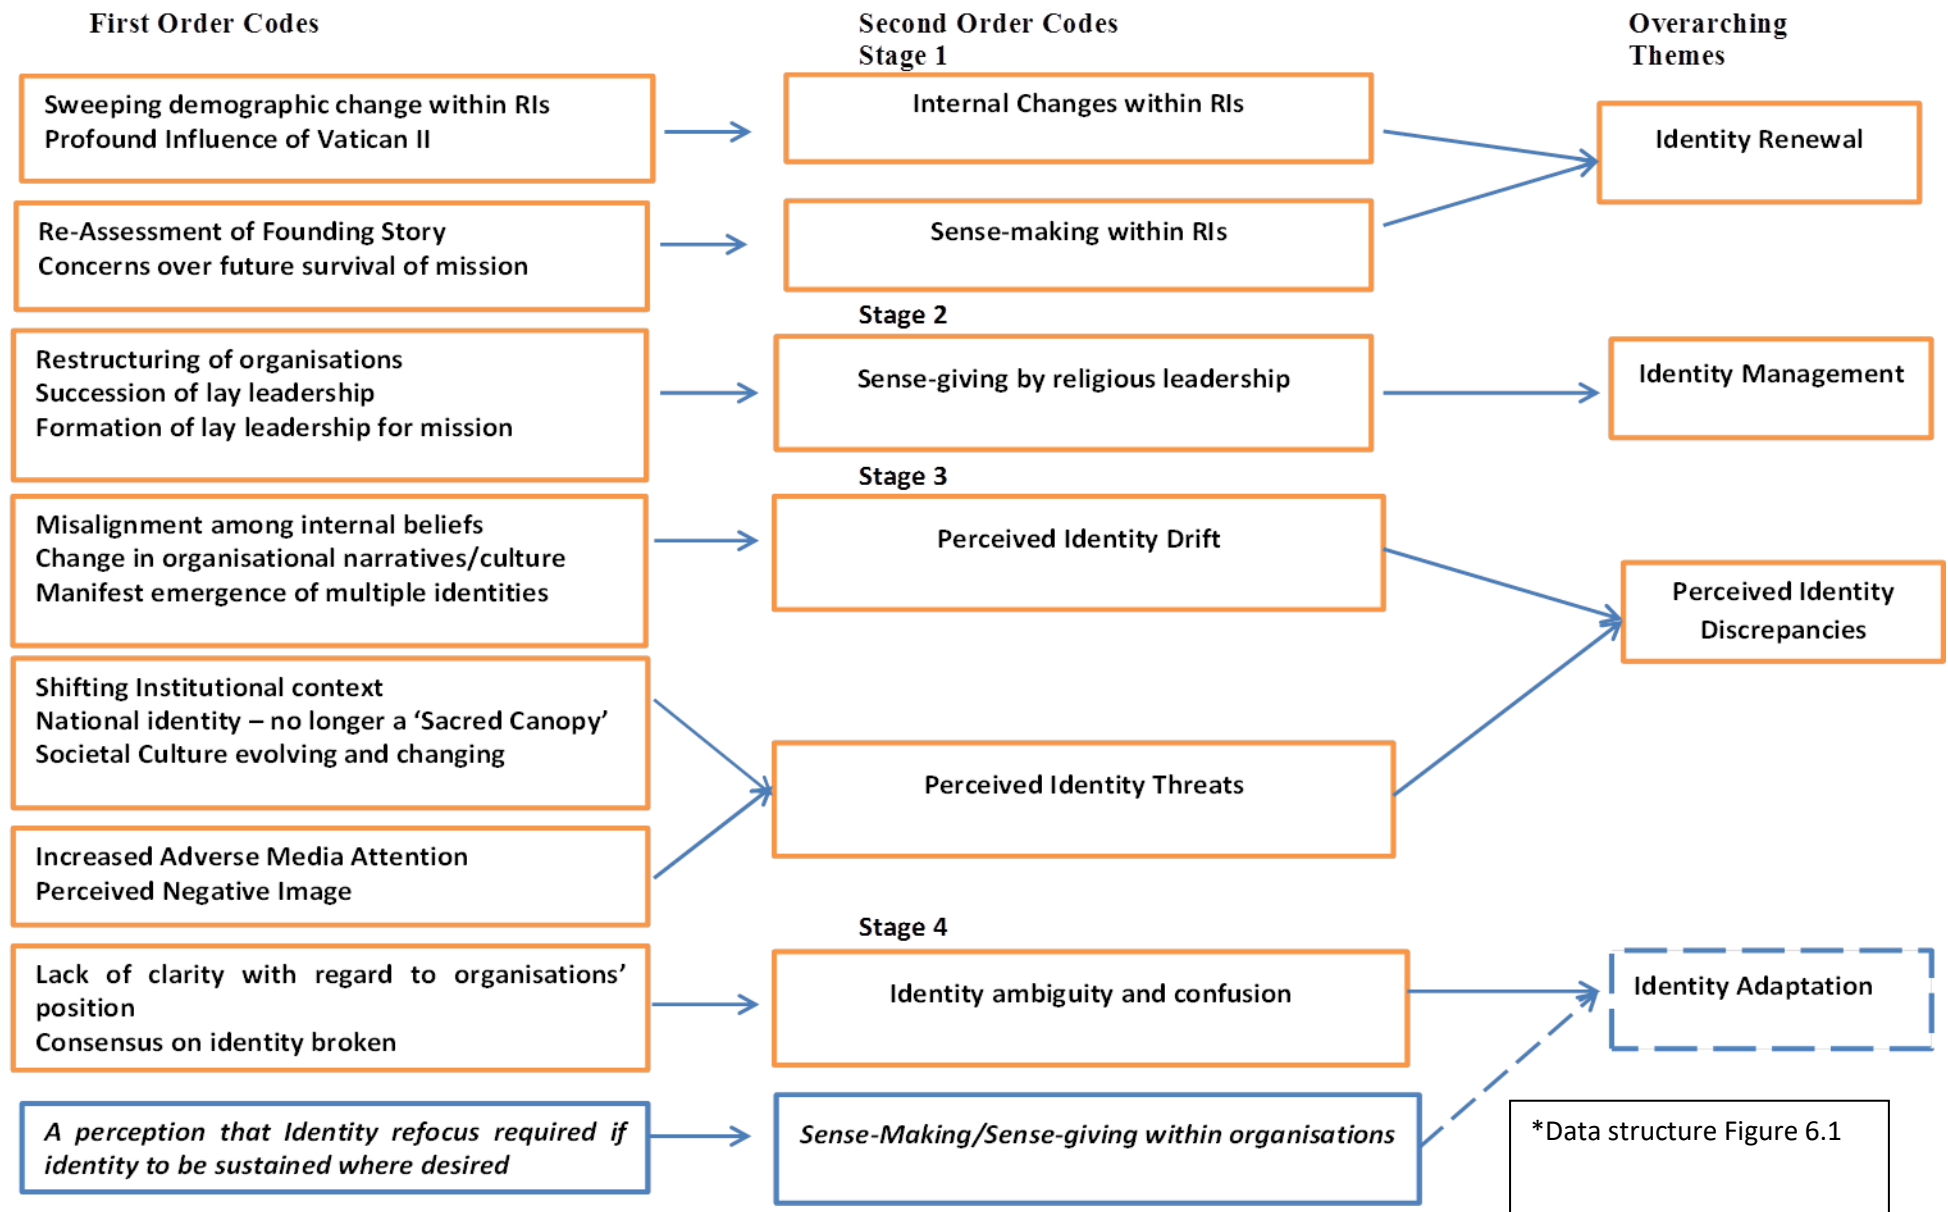 First Order Codes
Second Order Codes
Stage 1
Overarching
Themes
Sweeping demographic change within RIs
Profound Influence of Vatican II
Internal Changes within RIs
Identity Renewal
Re-Assessment of Founding Story
Concerns over future survival of mission
Sense-making within RIs
Stage 2
Restructuring of organisations
Succession of lay leadership
Formation of lay leadership for mission
Sense-giving by religious leadership
Identity Management
Stage 3
Misalignment among internal beliefs
Change in organisational narratives/culture
Manifest emergence of multiple identities
Perceived Identity Drift
Perceived Identity
Discrepancies
Shifting Institutional context
National identity – no longer a ‘Sacred Canopy’
Societal Culture evolving and changing
Perceived Identity Threats
Increased Adverse Media Attention
Perceived Negative Image
Stage 4
Lack of clarity with regard to organisations’
position
Consensus on identity broken
Identity ambiguity and confusion
Identity Adaptation
A perception that Identity refocus required if
identity to be sustained where desired
Sense-Making/Sense-giving within organisations
*Data structure Figure 6.1